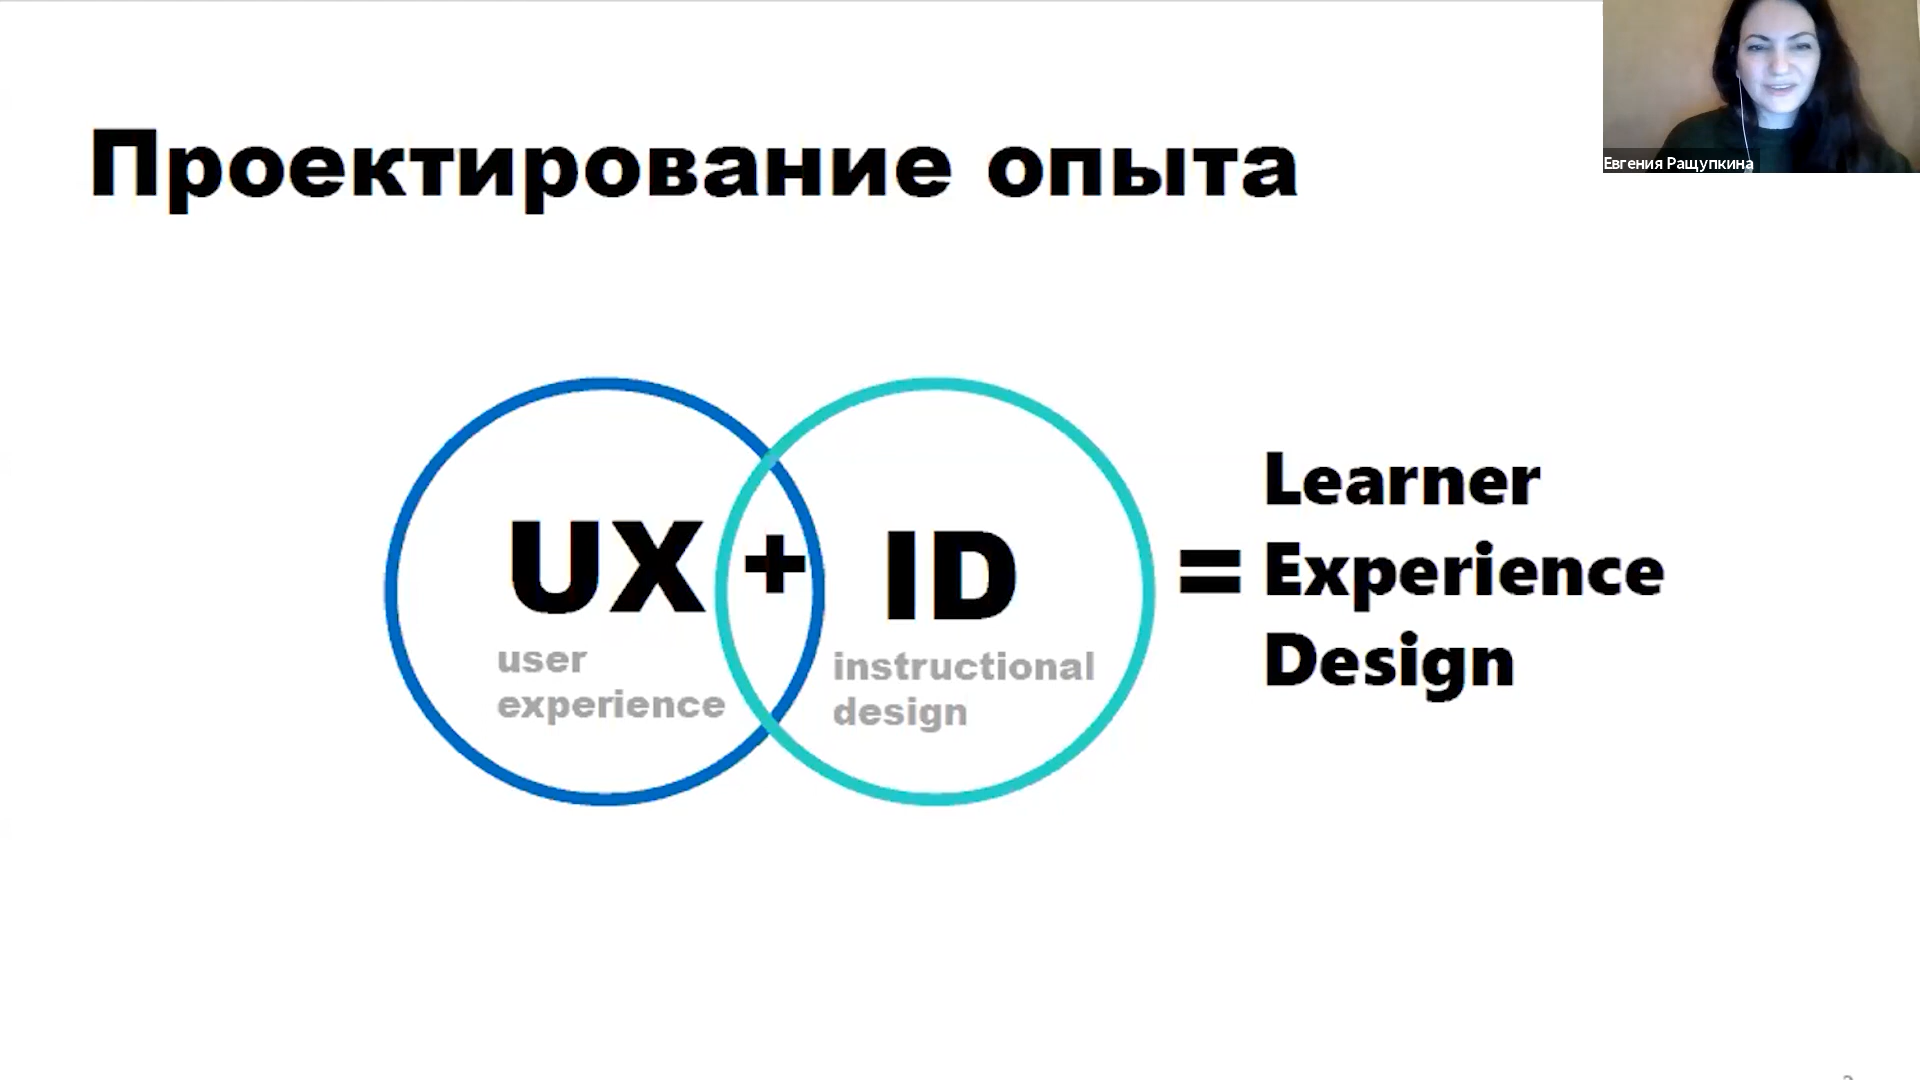 Проектирование опыта
Евгения Ращупкина
UX + ID =
user
experience
instructional
design
Learner
Experience
Design